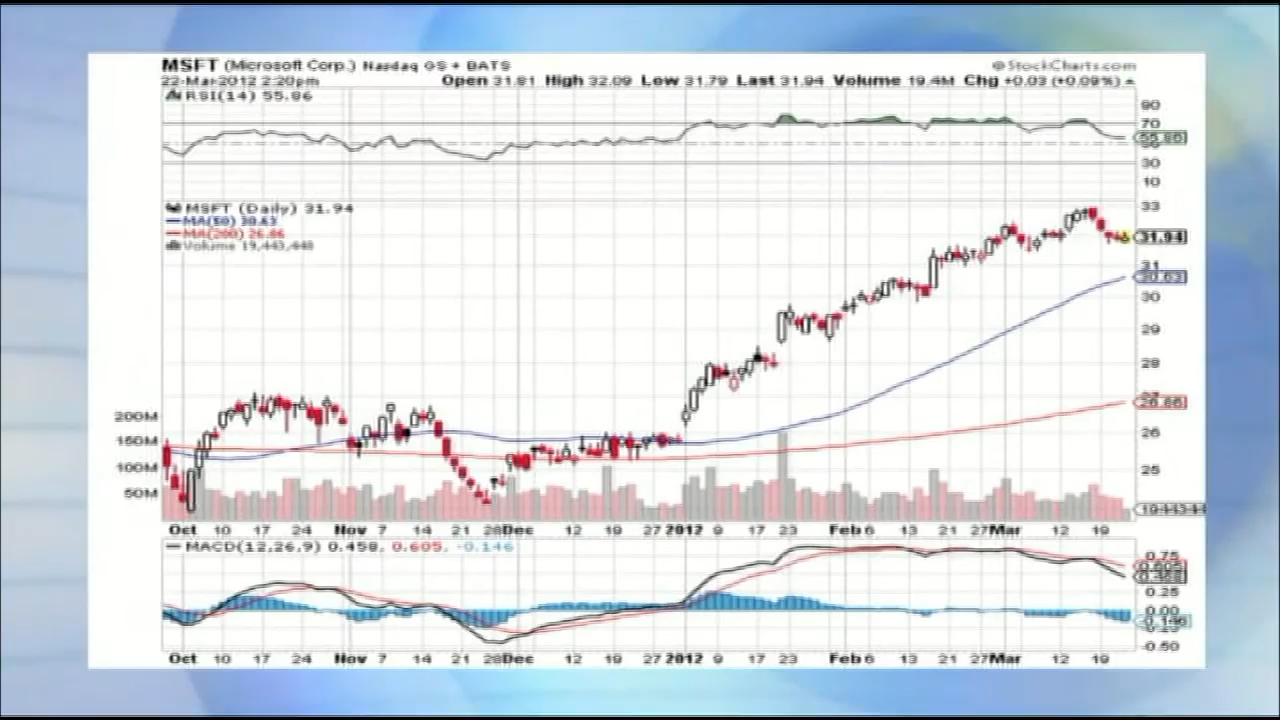 MSFT (Microsoft Corp.) Nasdaq GS + BATS
© StockCharts.com
22-Mar-2012 2:20pm
Open 31.81 High 32.09 Low 31.79 Last 31.94 Volume 19.4M Chg +0.03 (+0.09%)
RSI(14) 55.86
90
70
55.86
50
30
10
MSFT (Daily) 31.94
MA(50) 30.63
MA(200) 26.86
Volume 19,443,448
33
31.94
31
30.63
30
29
28
27
26.86
26
25
200M
150M
100M
50M
Oct 10 17 24 Nov 7 14 21 28 Dec 12 19 27 2012 9 17 23 Feb 6 13 21 27 Mar 12 19
MACD(12,26,9) 0.458, 0.605, -0.146
0.75
0.605
0.458
0.25
0.00
-0.146
-0.50
Oct 10 17 24 Nov 7 14 21 28 Dec 12 19 27 2012 9 17 23 Feb 6 13 21 27 Mar 12 19